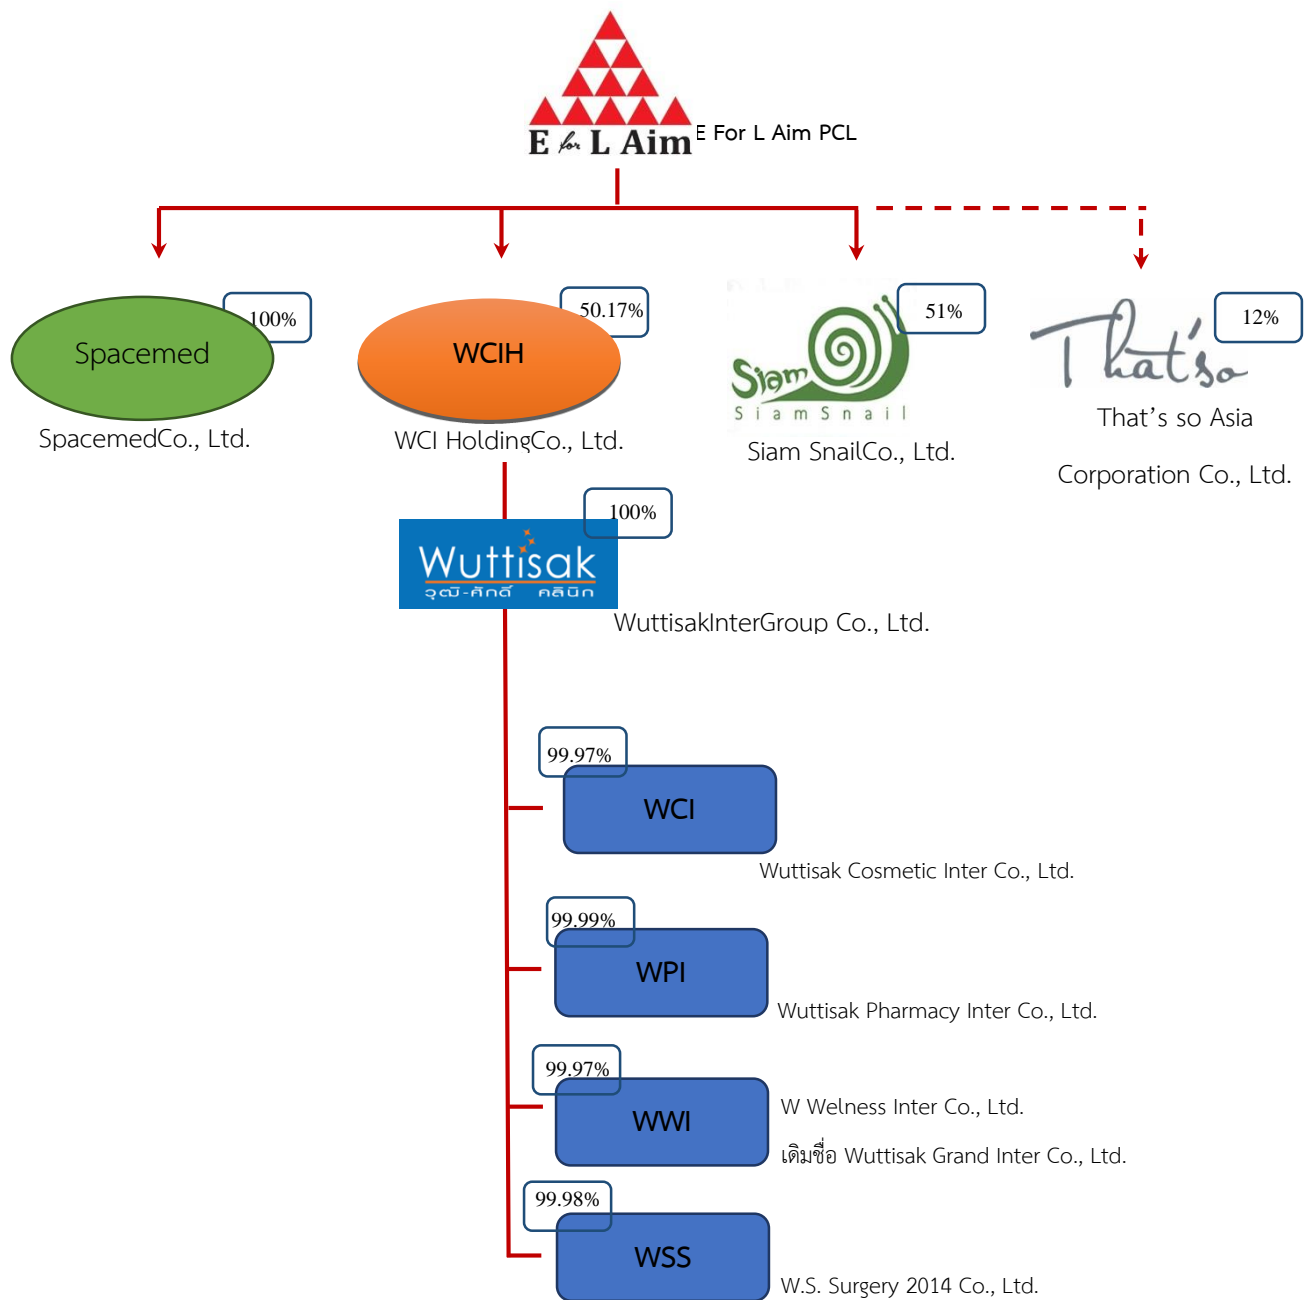 E for L Aim
E For L Aim PCL
100%
Spacemed
SpacemedCo., Ltd.
50.17%
WCIH
WCI HoldingCo., Ltd.
51%
Siam
SiamSnail
Siam SnailCo., Ltd.
12%
That'so
That’s so Asia
Corporation Co., Ltd.
100%
Wuttisak
วุฒิ-ศักดิ์ คลินิก
WuttisakInterGroup Co., Ltd.
99.97%
WCI
Wuttisak Cosmetic Inter Co., Ltd.
99.99%
WPI
Wuttisak Pharmacy Inter Co., Ltd.
99.97%
WWI
W Welness Inter Co., Ltd.
เดิมชื่อ Wuttisak Grand Inter Co., Ltd.
99.98%
WSS
W.S. Surgery 2014 Co., Ltd.